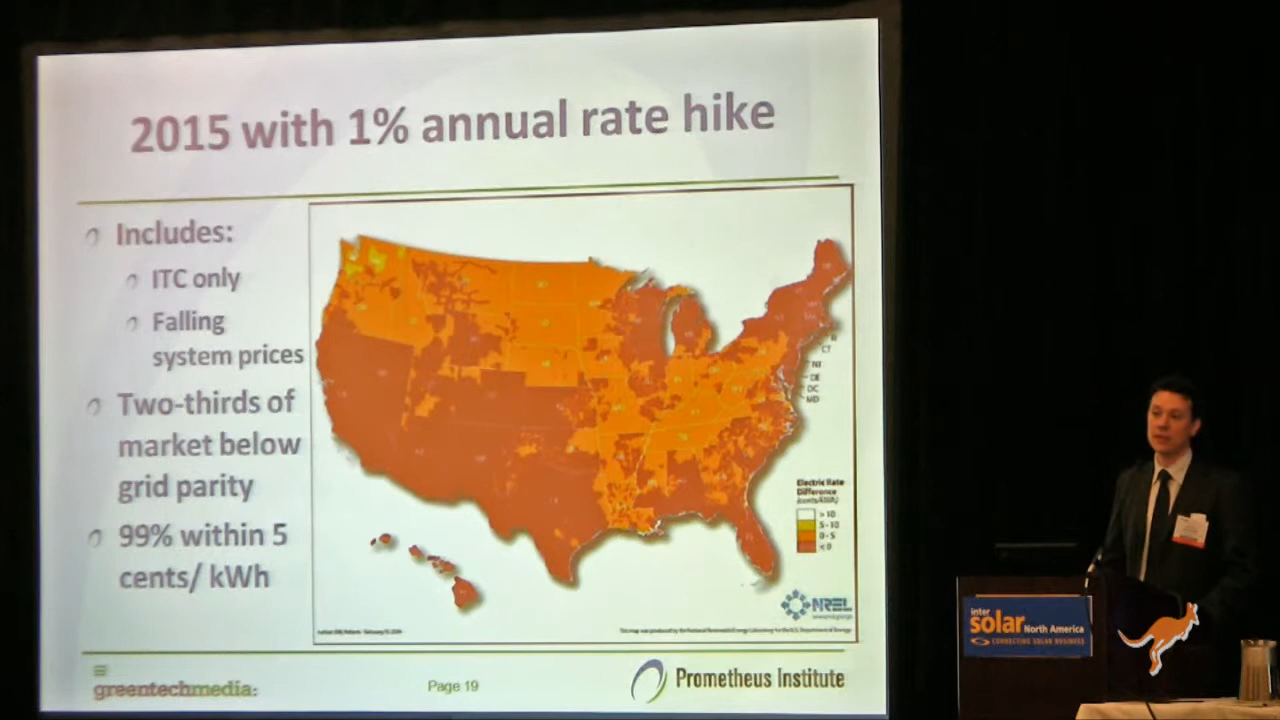 2015 with 1% annual rate hike
Includes:
ITC only
Falling
system prices
Two-thirds of
market below
grid parity
99% within 5
cents/ kWh
CT
NJ
DE
DC
MD
Electric Rate
Difference
(cents/kWh)
> 10
5 - 10
0 - 5
< 0
NREL
greentechmedia:
Page 19
Prometheus Institute
inter
solar
North America
CONNECTING SOLAR BUSINESS